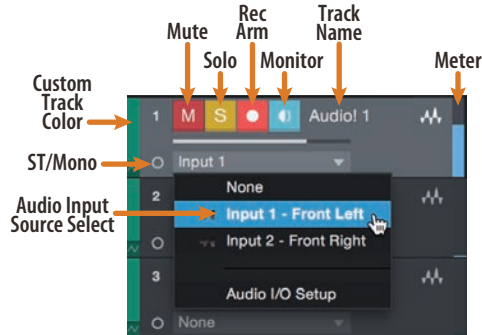 Mute
Rec
Arm
Track
Name
Solo
Monitor
Meter
Custom
Track
Color
1 M S Audio! 1
ST/Mono
Input 1
Audio Input
Source Select
2
None
Input 1 - Front Left
Input 2 - Front Right
3
Audio I/O Setup
None